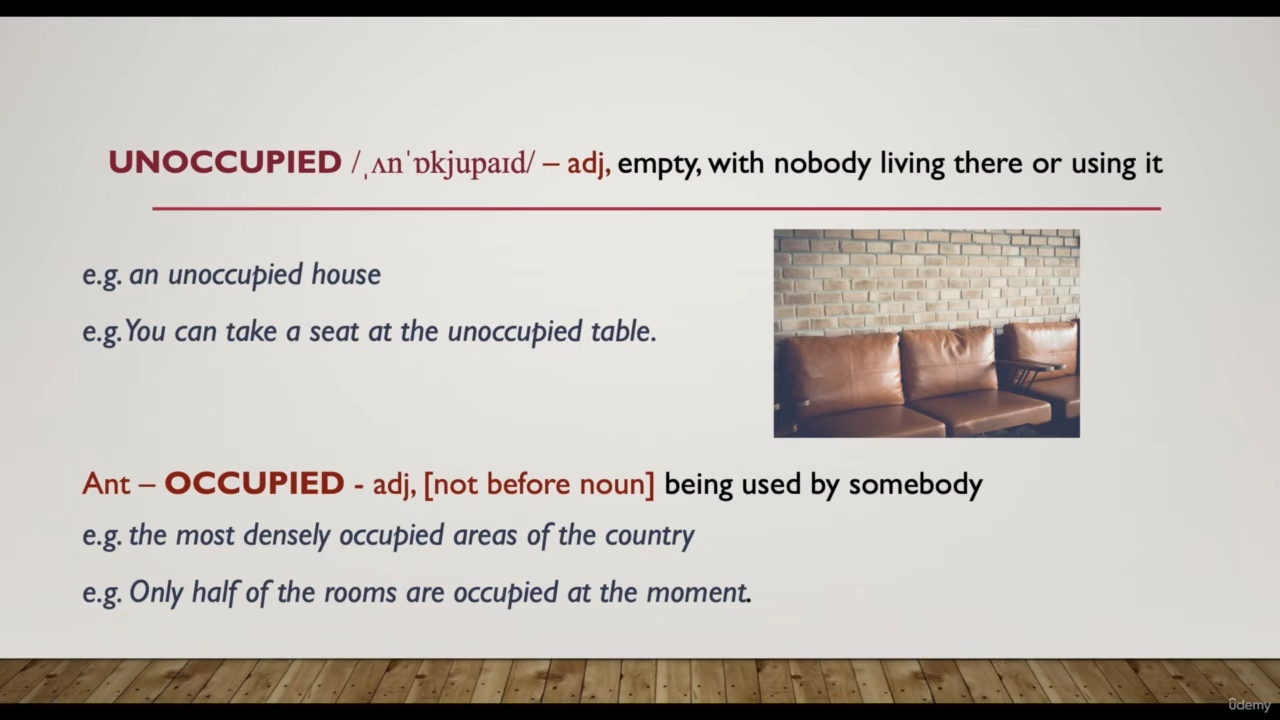 UNOCCUPIED /ˌʌnˈɒkjupaɪd/ – adj, empty, with nobody living there or using it
e.g. an unoccupied house
e.g. You can take a seat at the unoccupied table.
Ant – OCCUPIED - adj, [not before noun] being used by somebody
e.g. the most densely occupied areas of the country
e.g. Only half of the rooms are occupied at the moment.
ûdemy